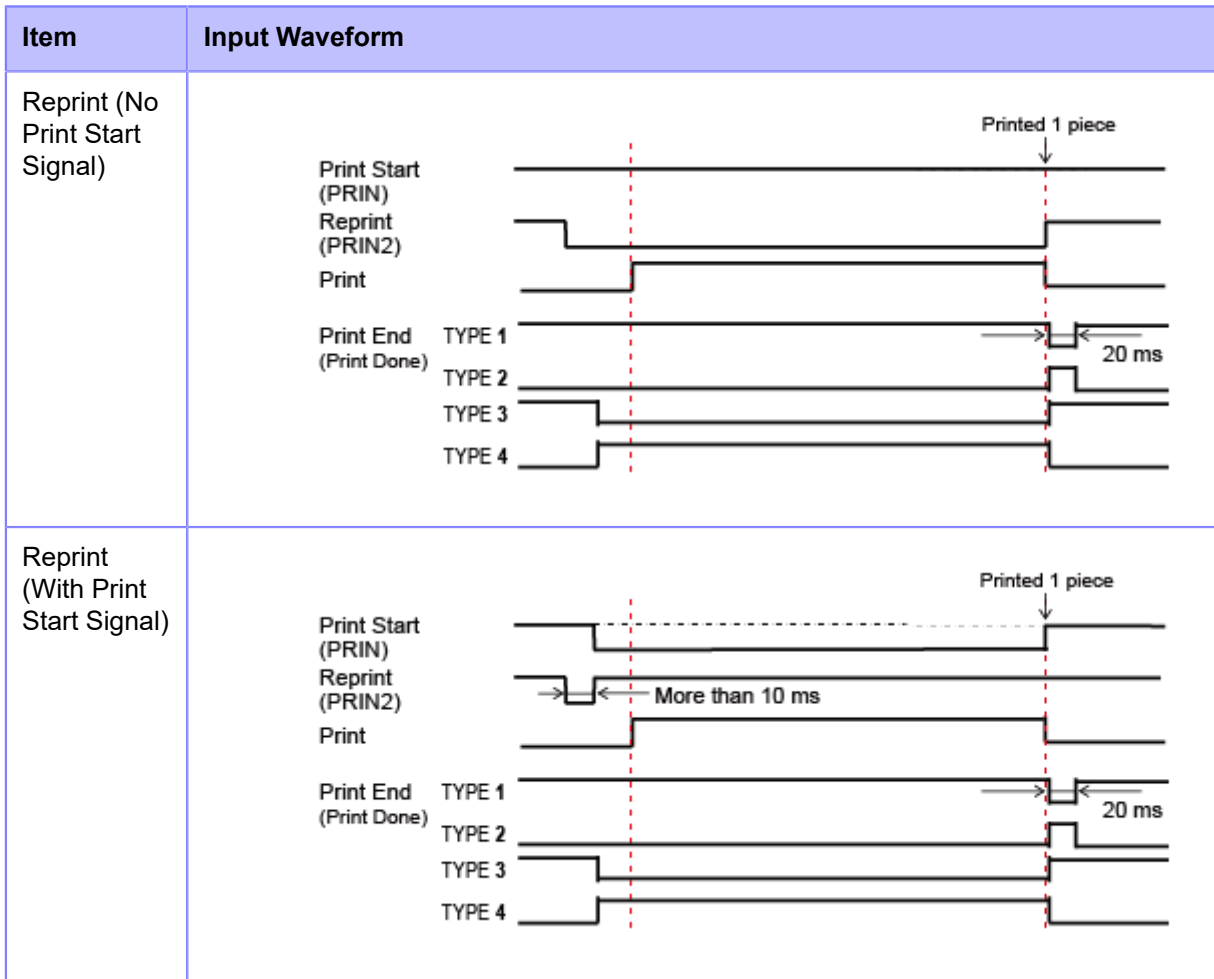 Item
Input Waveform
Reprint (No
Print Start
Signal)
Printed 1 piece
Print Start
(PRIN)
Reprint
(PRIN2)
Print
Print End TYPE 1
(Print Done)
20 ms
TYPE 2
TYPE 3
TYPE 4
Reprint
(With Print
Start Signal)
Printed 1 piece
Print Start
(PRIN)
Reprint
(PRIN2)
More than 10 ms
Print
Print End TYPE 1
(Print Done)
20 ms
TYPE 2
TYPE 3
TYPE 4